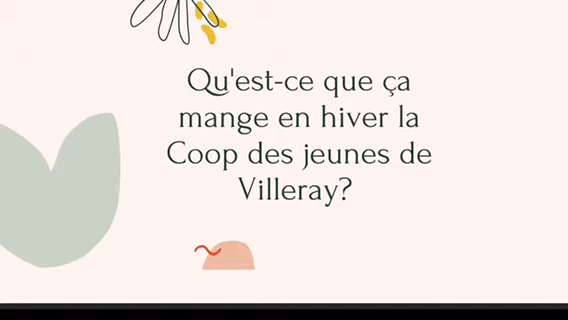 Qu'est-ce que ça
mange en hiver la
Coop des jeunes de
Villeray?